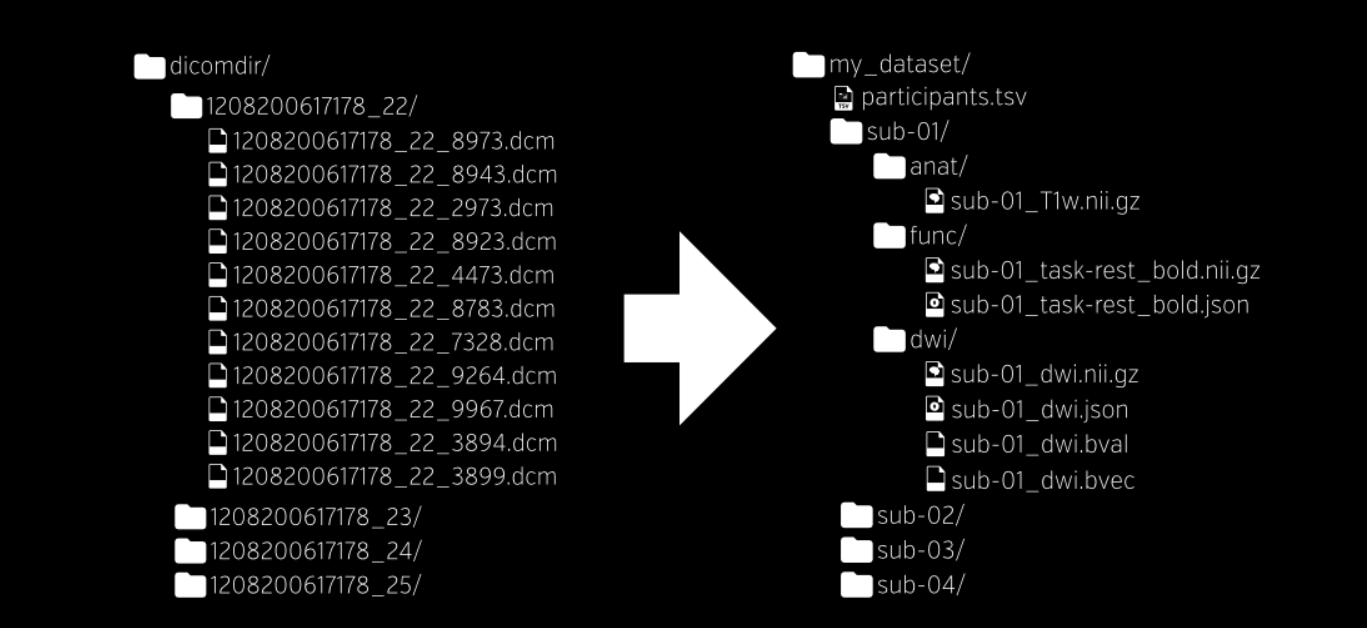 dicomdir/
1208200617178_22/
1208200617178_22_8973.dcm
1208200617178_22_8943.dcm
1208200617178_22_2973.dcm
1208200617178_22_8923.dcm
1208200617178_22_4473.dcm
1208200617178_22_8783.dcm
1208200617178_22_7328.dcm
1208200617178_22_9264.dcm
1208200617178_22_9967.dcm
1208200617178_22_3894.dcm
1208200617178_22_3899.dcm
1208200617178_23/
1208200617178_24/
1208200617178_25/
my_dataset/
TSV
participants.tsv
sub-01/
anat/
sub-01_T1w.nii.gz
func/
sub-01_task-rest_bold.nii.gz
sub-01_task-rest_bold.json
dwi/
sub-01_dwi.nii.gz
sub-01_dwi.json
sub-01_dwi.bval
sub-01_dwi.bvec
sub-02/
sub-03/
sub-04/